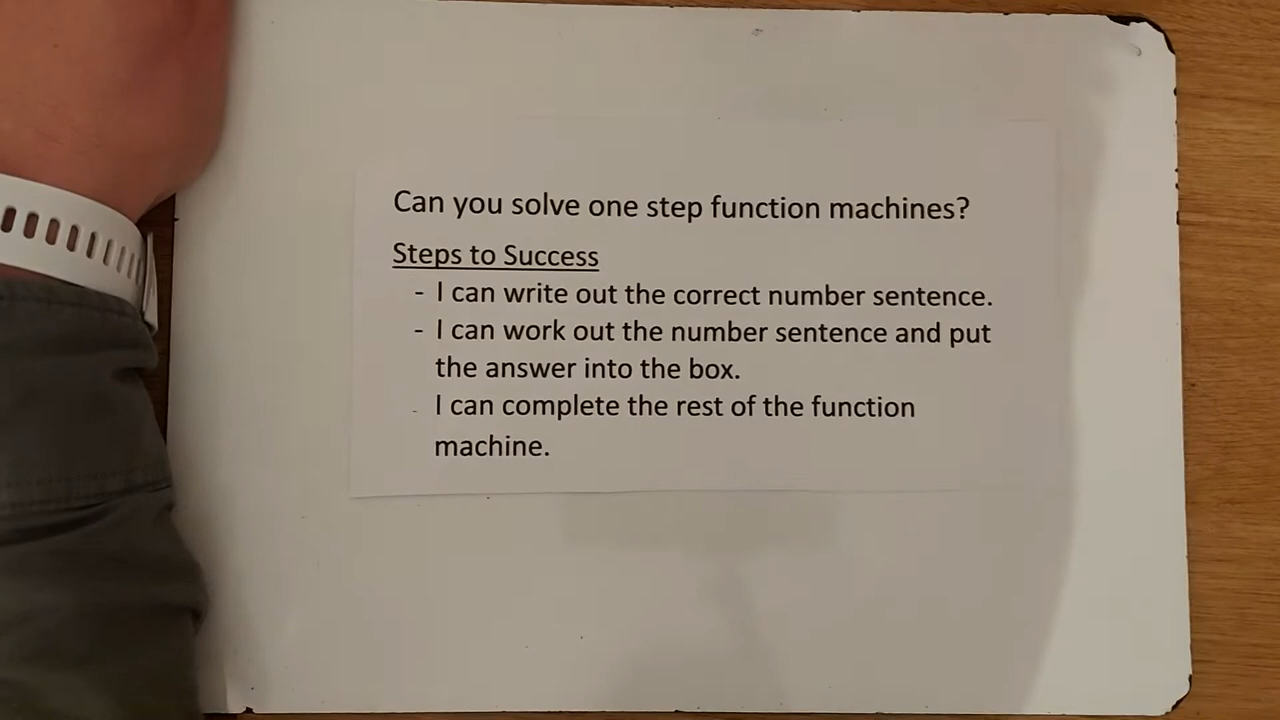 Can you solve one step function machines?
Steps to Success
- I can write out the correct number sentence.
- I can work out the number sentence and put
the answer into the box.
- I can complete the rest of the function
machine.